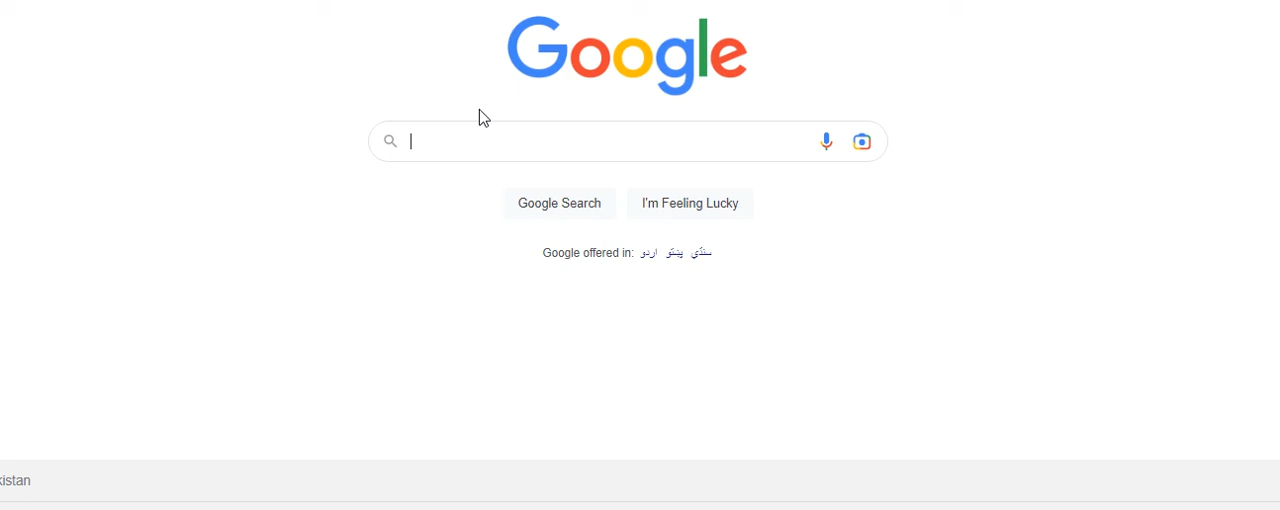 Google
Google Search
I'm Feeling Lucky
Google offered in: اردو پښتو سنڌي
kistan